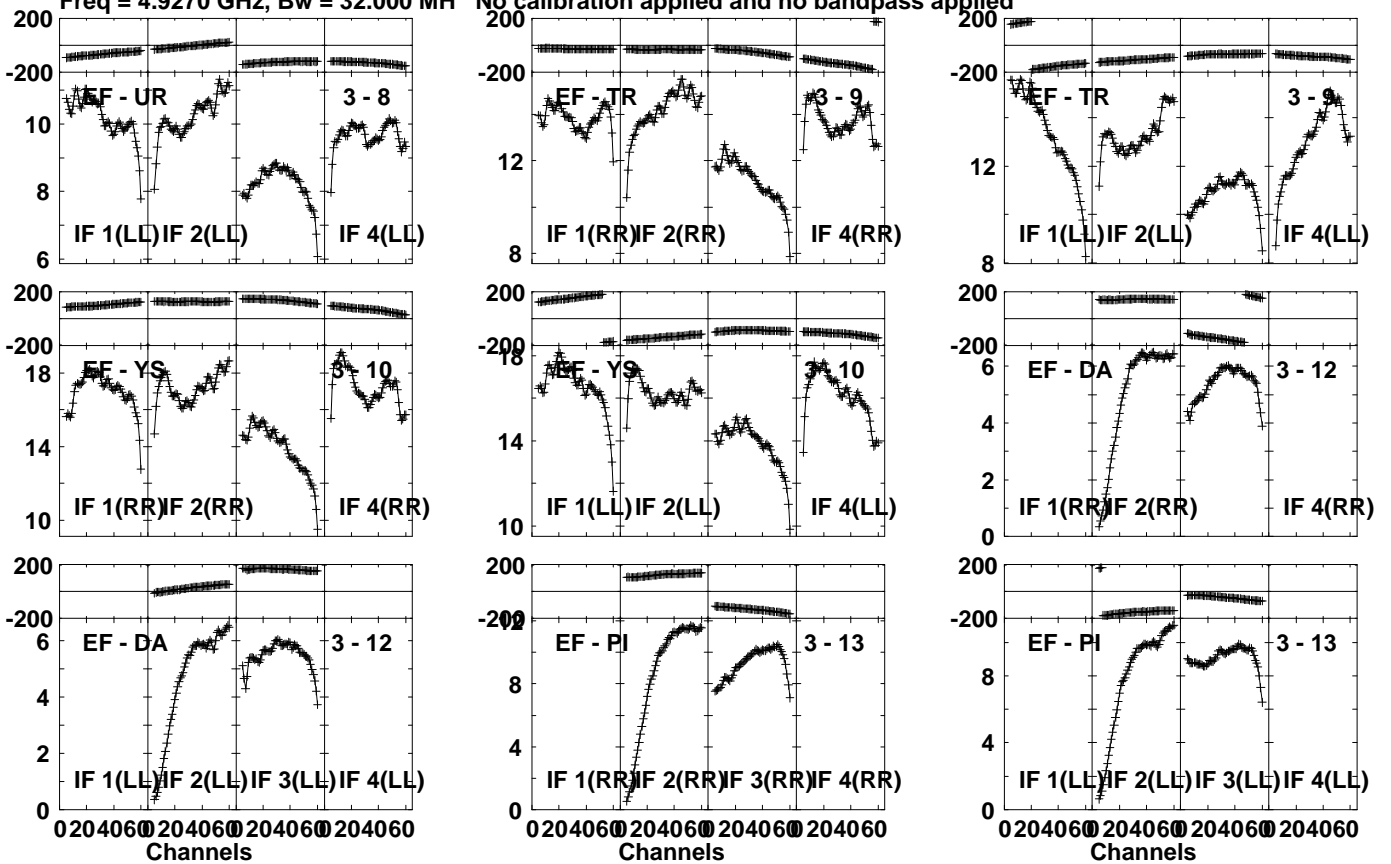 Freq = 4.9270 GHz, Bw = 32.000 MH No calibration applied and no bandpass applied
200
-200
EF - UR 3 - 8
10
8
6
IF 1(LL) IF 2(LL) IF 4(LL)
200
-200
EF - TR 3 - 9
12
8
IF 1(RR) IF 2(RR) IF 4(RR)
200
-200
EF - TR 3 - 9
12
8
IF 1(LL) IF 2(LL) IF 4(LL)
200
-200
EF - YS 3 - 10
18
14
10
IF 1(RR) IF 2(RR) IF 4(RR)
200
-200
18
EF - YS 3 - 10
14
10
IF 1(LL) IF 2(LL) IF 4(LL)
200
-200
EF - DA 3 - 12
6
4
2
0
IF 1(RR) IF 2(RR) IF 4(RR)
200
-200
EF - DA 3 - 12
6
4
2
0
IF 1(LL) IF 2(LL) IF 3(LL) IF 4(LL)
0204060 0204060 0204060 0204060
Channels
200
-200
12
EF - PI 3 - 13
8
4
0
IF 1(RR) IF 2(RR) IF 3(RR) IF 4(RR)
0204060 0204060 0204060 0204060
Channels
200
-200
EF - PI 3 - 13
8
4
0
IF 1(LL) IF 2(LL) IF 3(LL) IF 4(LL)
0204060 0204060 0204060 0204060
Channels